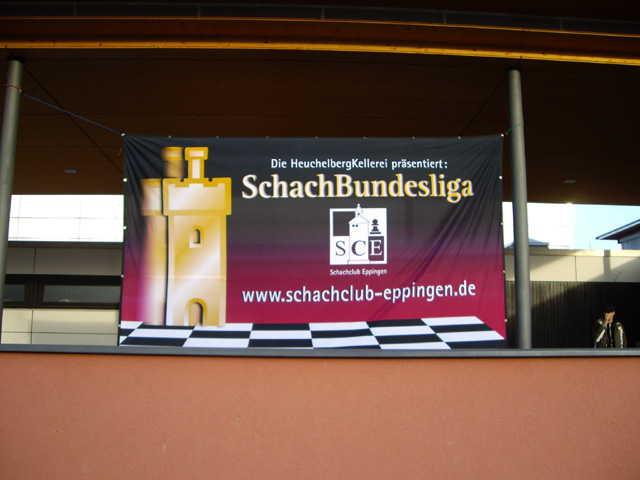 Die HeuchelbergKellerei präsentiert:
SchachBundesliga
SCE
Schachclub Eppingen
www.schachclub-eppingen.de